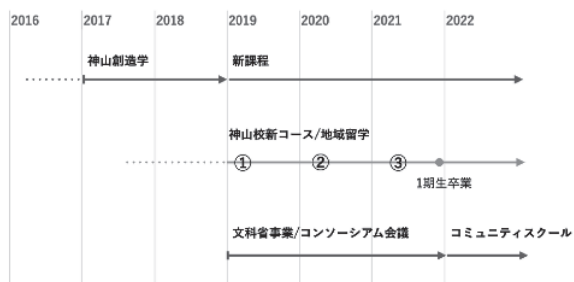 2016 2017 2018 2019 2020 2021 2022
神山創造学 新課程
神山校新コース/地域留学
① ② ③
1期生卒業
文科省事業/コンソーシアム会議 コミュニティスクール